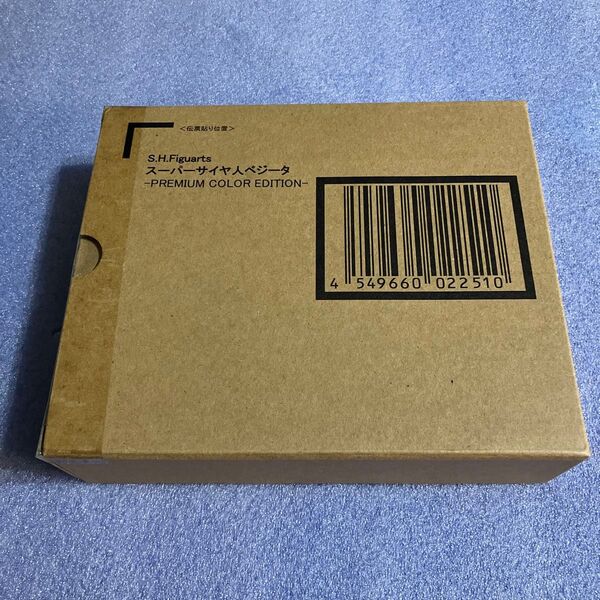 ＜伝票貼り位置＞
S.H.Figuarts
スーパーサイヤ人ベジータ
-PREMIUM COLOR EDITION-
4 549660 022510